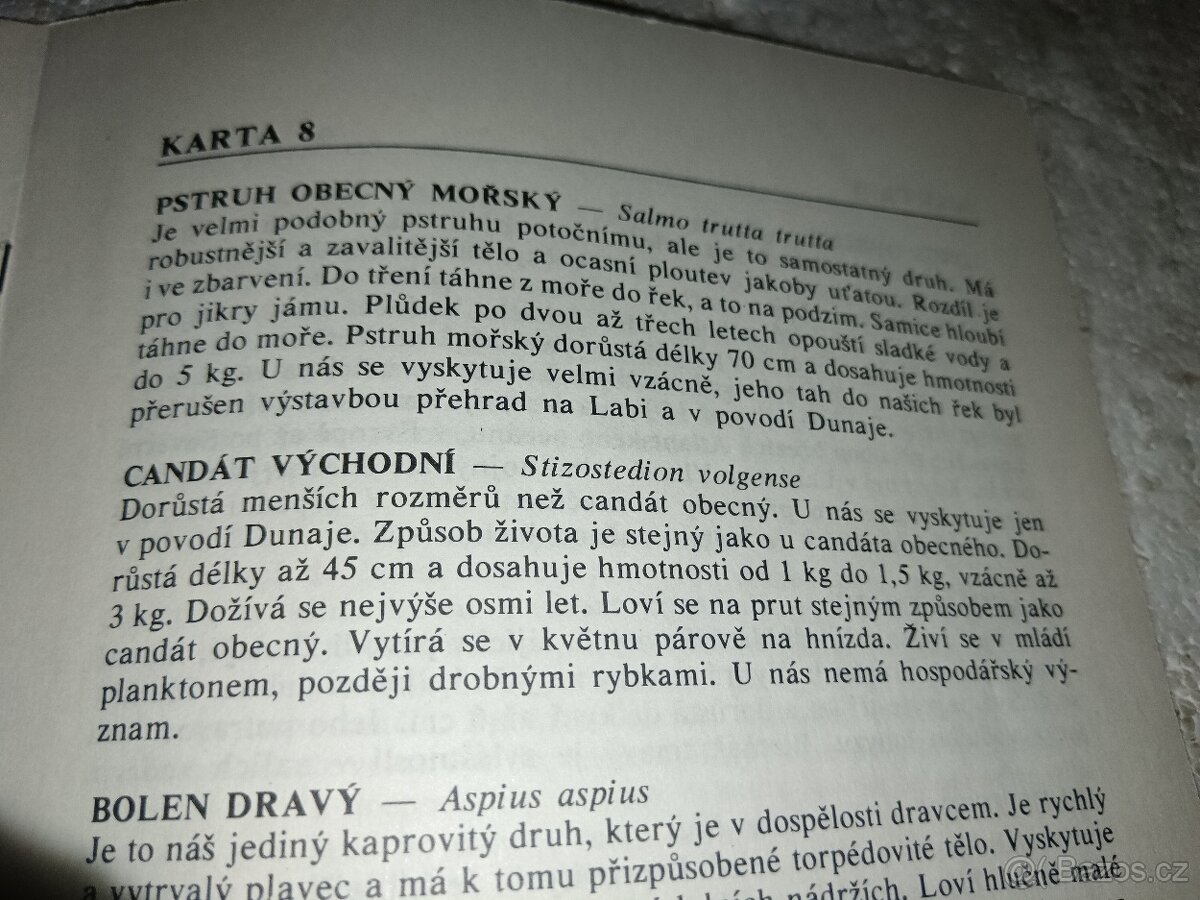 KARTA 8
PSTRUH OBECNÝ MOŘSKÝ — Salmo trutta trutta
Je velmi podobný pstruhu potočnímu, ale je to samostatný druh. Má
robustnější a zavalitější tělo a ocasní ploutev jakoby uťatou. Rozdíl je
i ve zbarvení. Do tření táhne z moře do řek, a to na podzim. Samice hloubí
pro jikry jámu. Plůdek po dvou až třech letech opouští sladké vody a
táhne do moře. Pstruh mořský dorůstá délky 70 cm a dosahuje hmotnosti
do 5 kg. U nás se vyskytuje velmi vzácně, jeho tah do našich řek byl
přerušen výstavbou přehrad na Labi a v povodí Dunaje.
CANDÁT VÝCHODNÍ — Stizostedion volgense
Dorůstá menších rozměrů než candát obecný. U nás se vyskytuje jen
v povodí Dunaje. Způsob života je stejný jako u candáta obecného. Do-
růstá délky až 45 cm a dosahuje hmotnosti od 1 kg do 1,5 kg, vzácně až
3 kg. Dožívá se nejvýše osmi let. Loví se na prut stejným způsobem jako
candát obecný. Vytírá se v květnu párově na hnízda. Živí se v mládí
planktonem, později drobnými rybkami. U nás nemá hospodářský vý-
znam.
BOLEN DRAVÝ — Aspius aspius
Je to náš jediný kaprovitý druh, který je v dospělosti dravcem. Je rychlý
a vytrvalý plavec a má k tomu přizpůsobené torpédovité tělo. Vyskytuje
nádržích. Loví hlučně malé
Bazos.cz